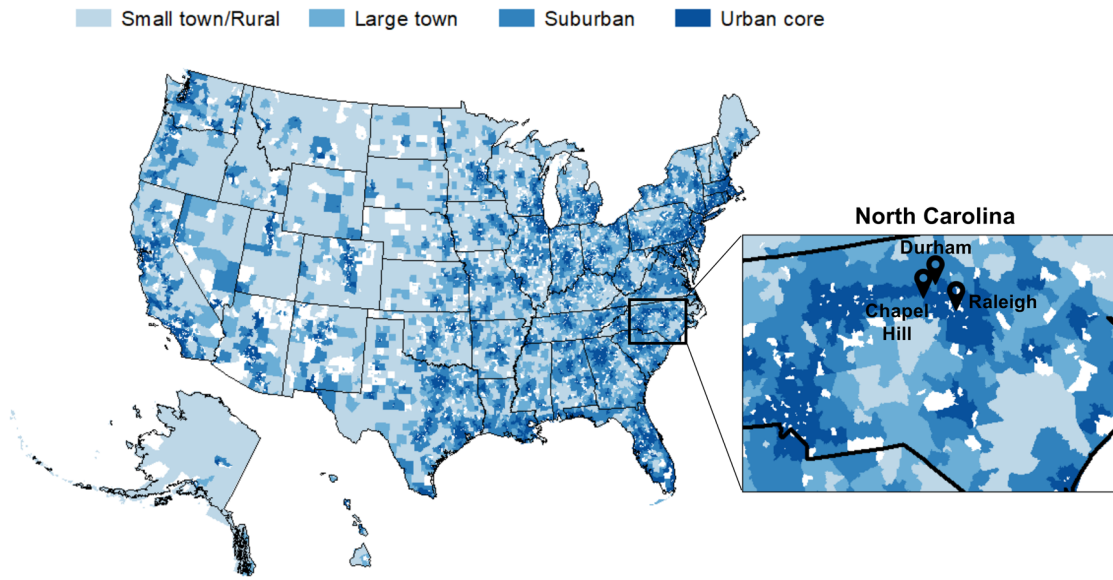 Small town/Rural Large town Suburban Urban core
North Carolina
Durham
Chapel
Hill
Raleigh